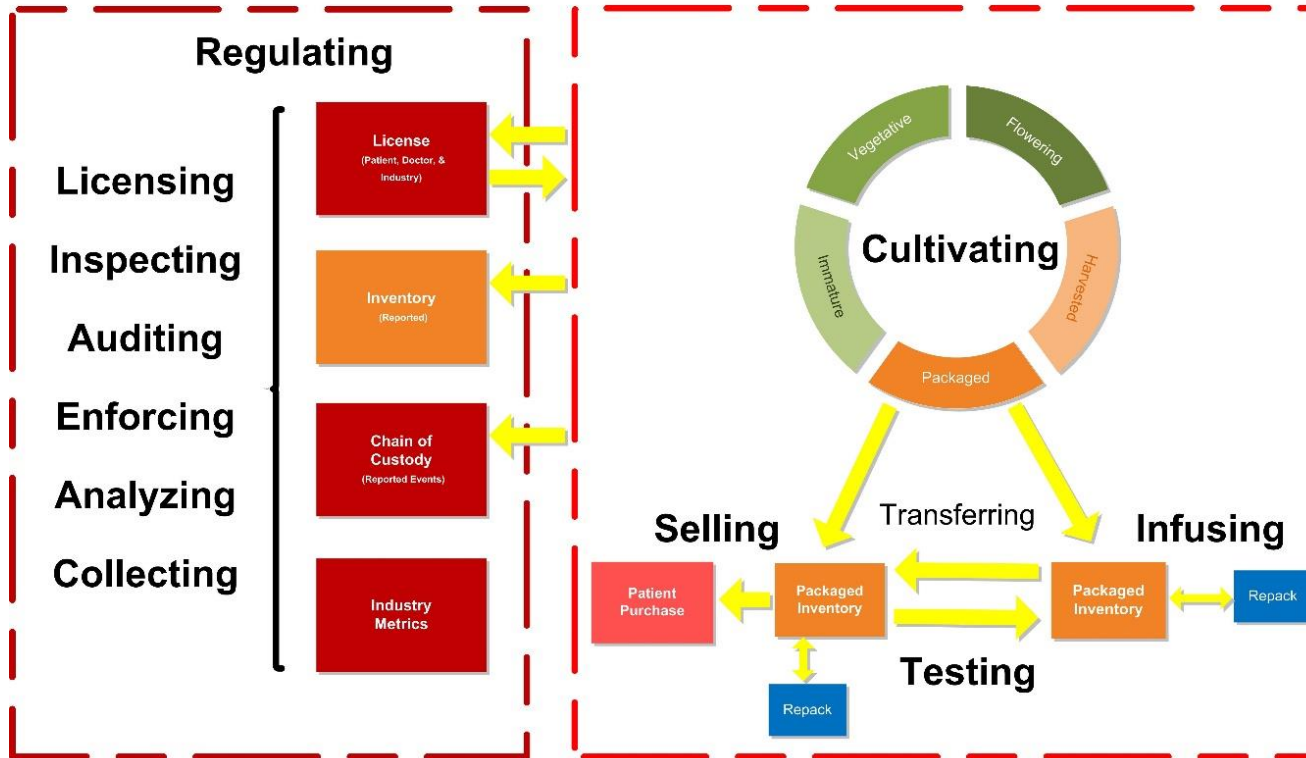 Regulating
Licensing
Inspecting
Auditing
Enforcing
Analyzing
Collecting
License
(Patient, Doctor, &
Industry)
Inventory
(Reported)
Chain of
Custody
(Reported Events)
Industry
Metrics
Vegetative
Flowering
Immature
Cultivating
Harvested
Packaged
Selling
Transferring
Infusing
Patient
Purchase
Packaged
Inventory
Packaged
Inventory
Repack
Testing
Repack